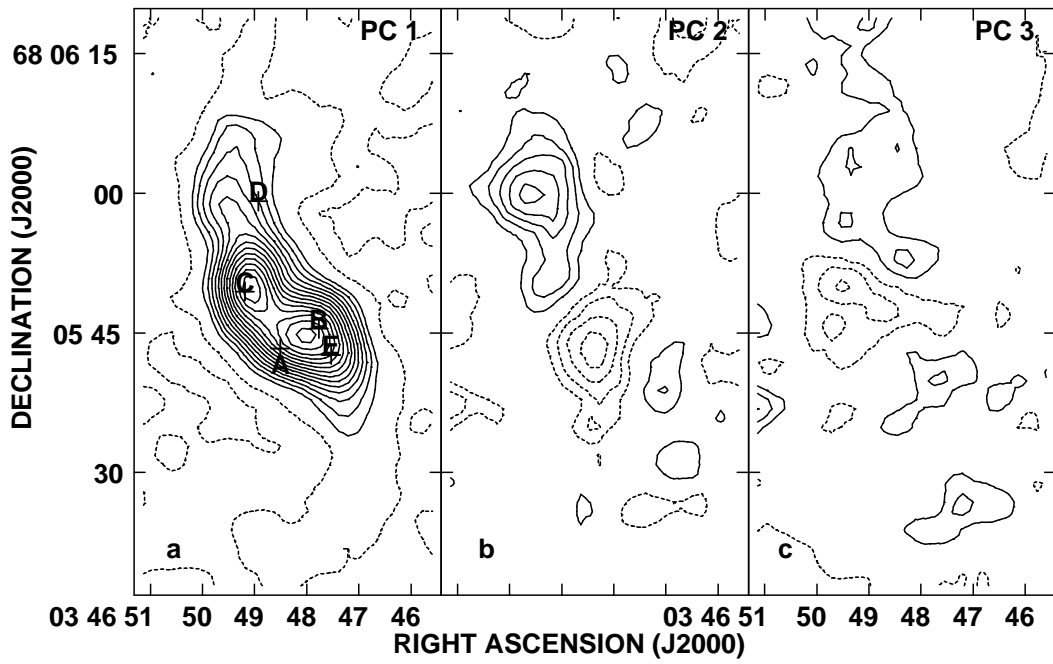 PC 1
PC 2
PC 3
68 06 15
00
05 45
30
DECLINATION (J2000)
D
C
B
E
A
a
b
c
03 46 51
50
49
48
47
46
03 46 51
50
49
48
47
46
RIGHT ASCENSION (J2000)